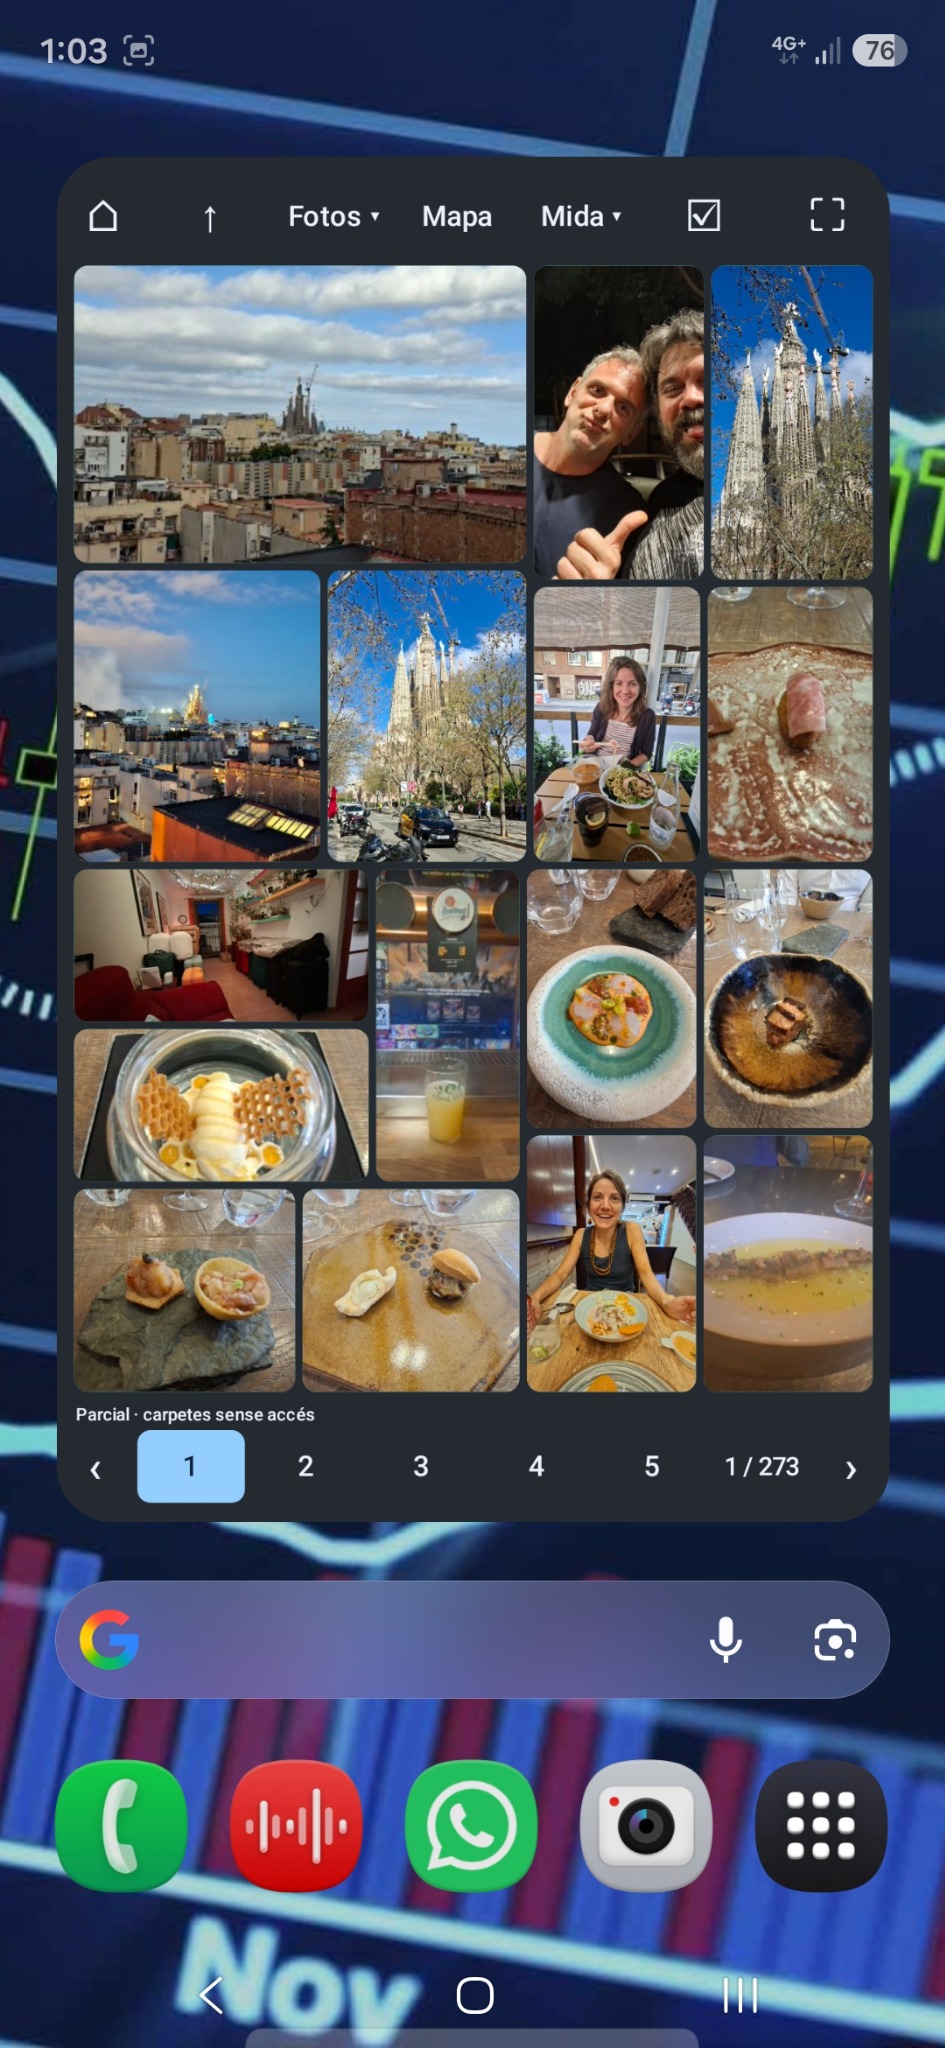 1:03
4G+
76
Fotos ▾
Mapa
Mida ▾
Parcial · carpetes sense accés
‹ 1 2 3 4 5 1 / 273 ›
Nov